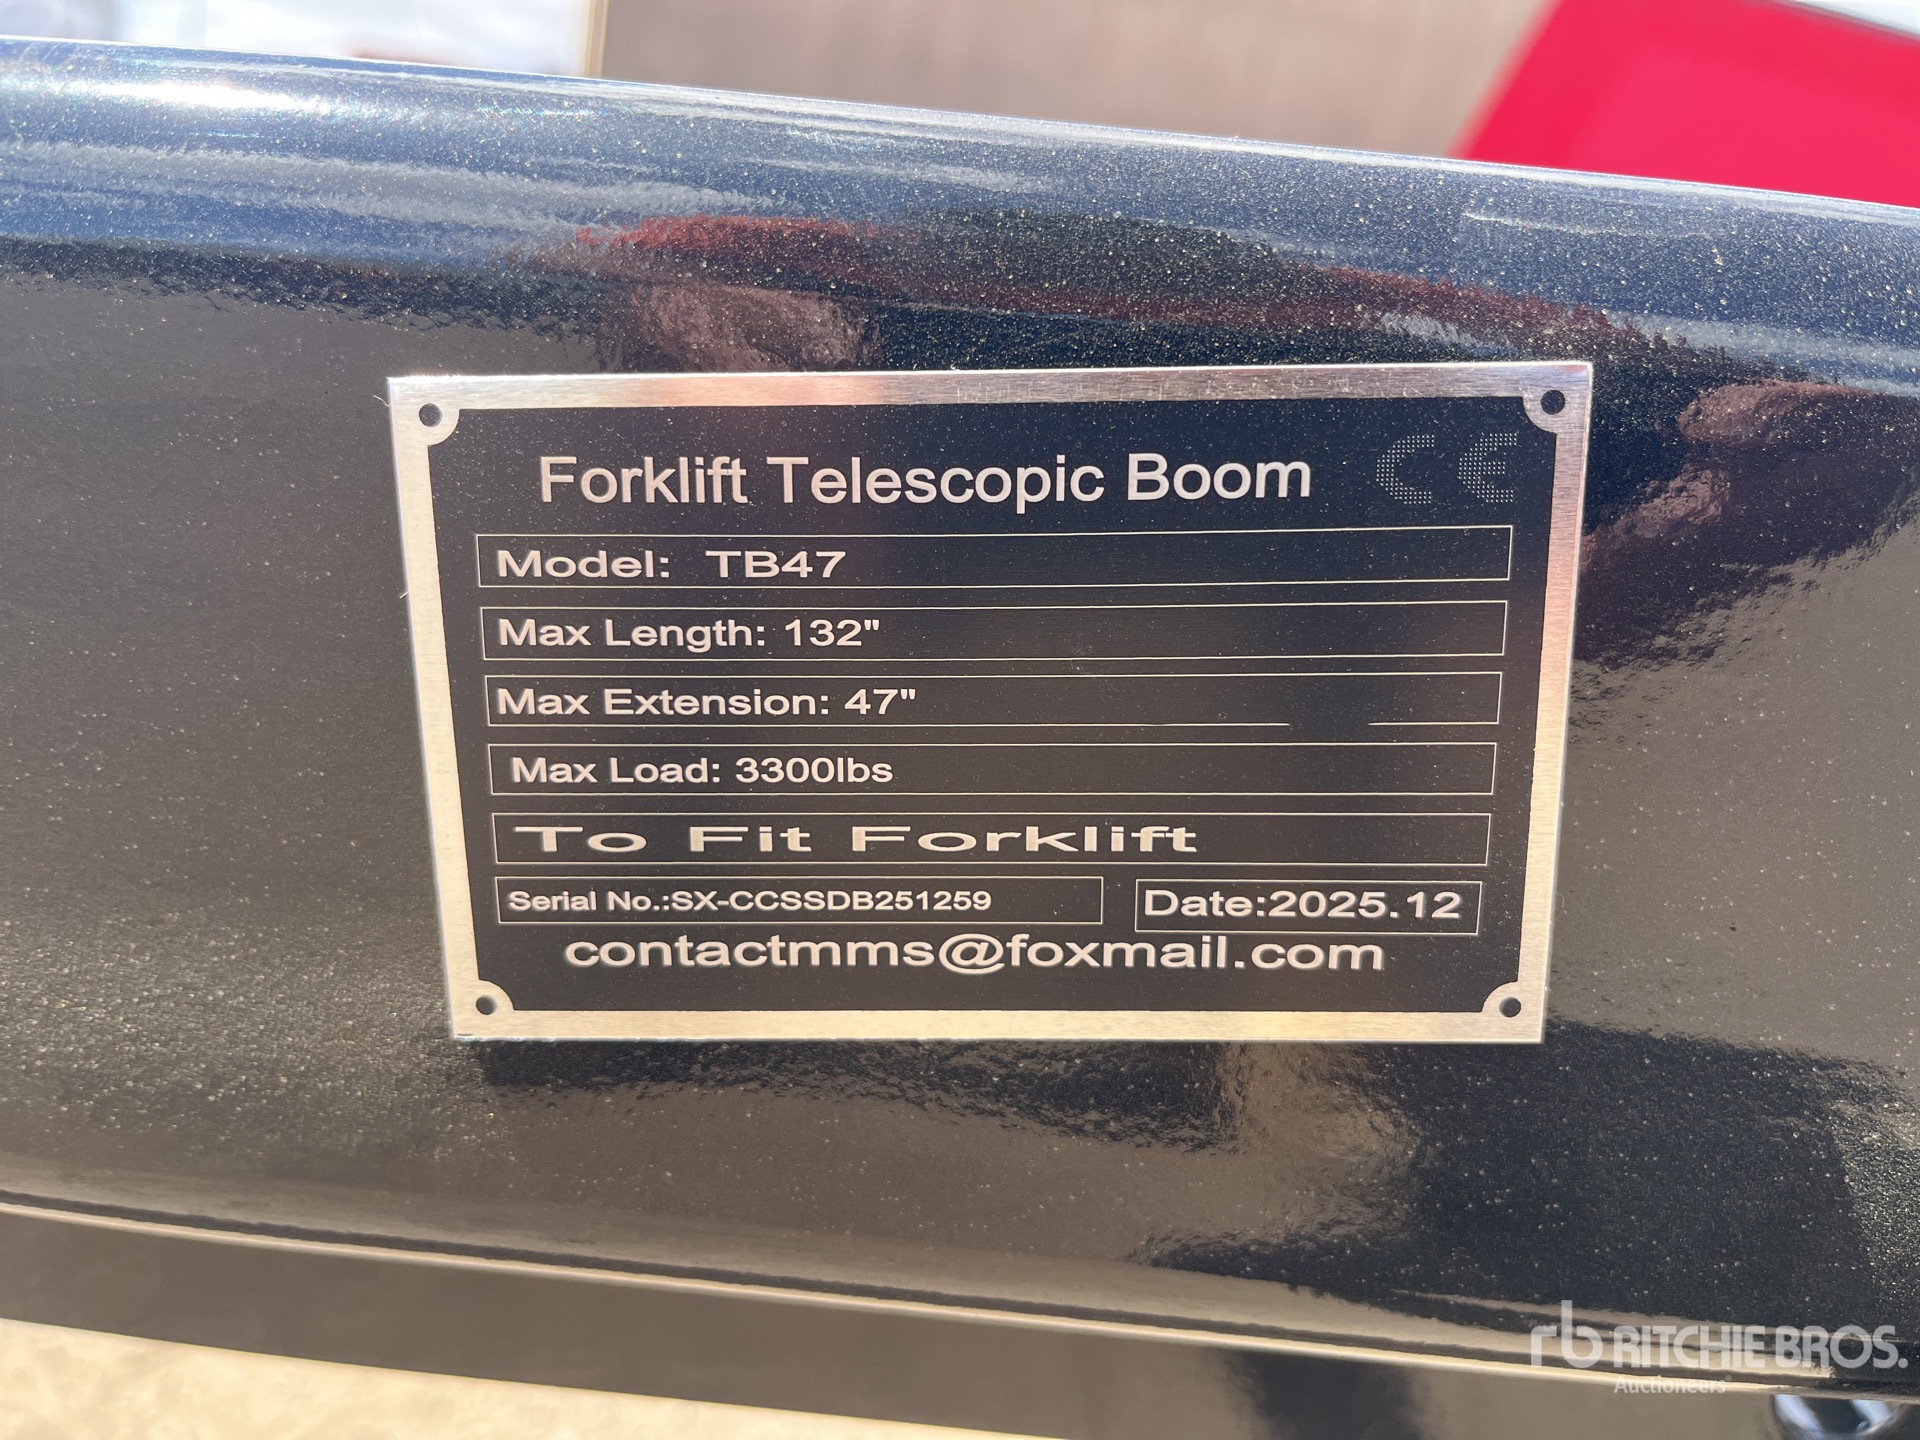 Forklift Telescopic Boom CE
Model: TB47
Max Length: 132"
Max Extension: 47"
Max Load: 3300lbs
To Fit Forklift
Serial No.:SX-CCSSDB251259 Date:2025.12
contactmms@foxmail.com
rb RITCHIE BROS.
Auctioneers